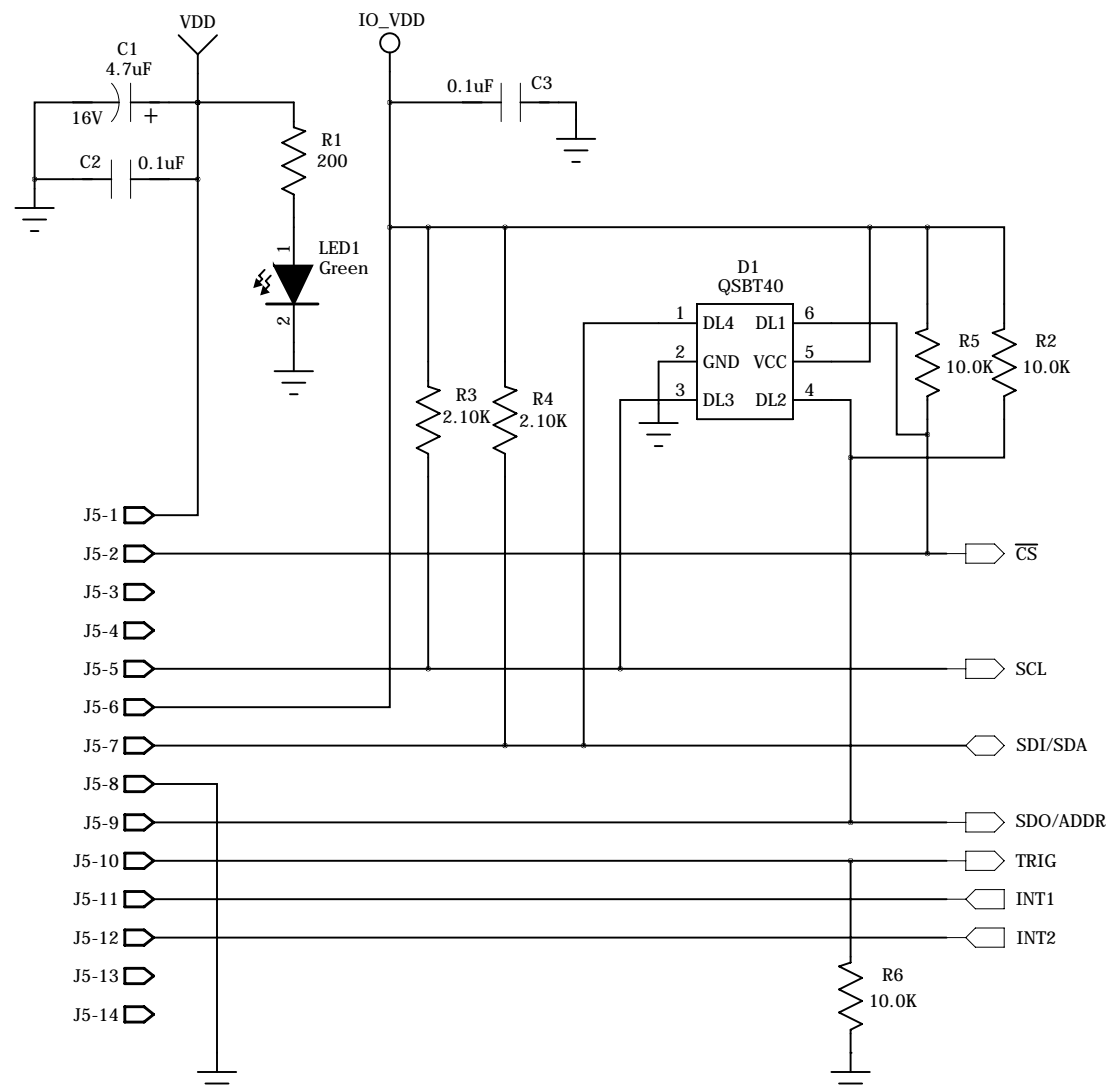 VDD
IO_VDD
C1
4.7uF
16V
+
C2
0.1uF
0.1uF
C3
R1
200
1
LED1
Green
2
D1
QSBT40
1
DL4
DL1
6
2
GND
VCC
5
3
DL3
DL2
4
R5
10.0K
R2
10.0K
R3
2.10K
R4
2.10K
J5-1
J5-2
CS
J5-3
J5-4
J5-5
SCL
J5-6
J5-7
SDI/SDA
J5-8
J5-9
SDO/ADDR
J5-10
TRIG
J5-11
INT1
J5-12
INT2
J5-13
R6
10.0K
J5-14